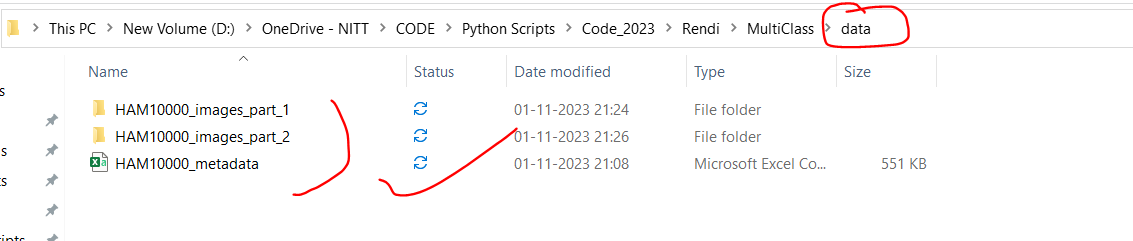 This PC > New Volume (D:) > OneDrive - NITT > CODE > Python Scripts > Code_2023 > Rendi > MultiClass > data
Name Status Date modified Type Size
HAM10000_images_part_1 01-11-2023 21:24 File folder
HAM10000_images_part_2 01-11-2023 21:26 File folder
HAM10000_metadata 01-11-2023 21:08 Microsoft Excel Co... 551 KB